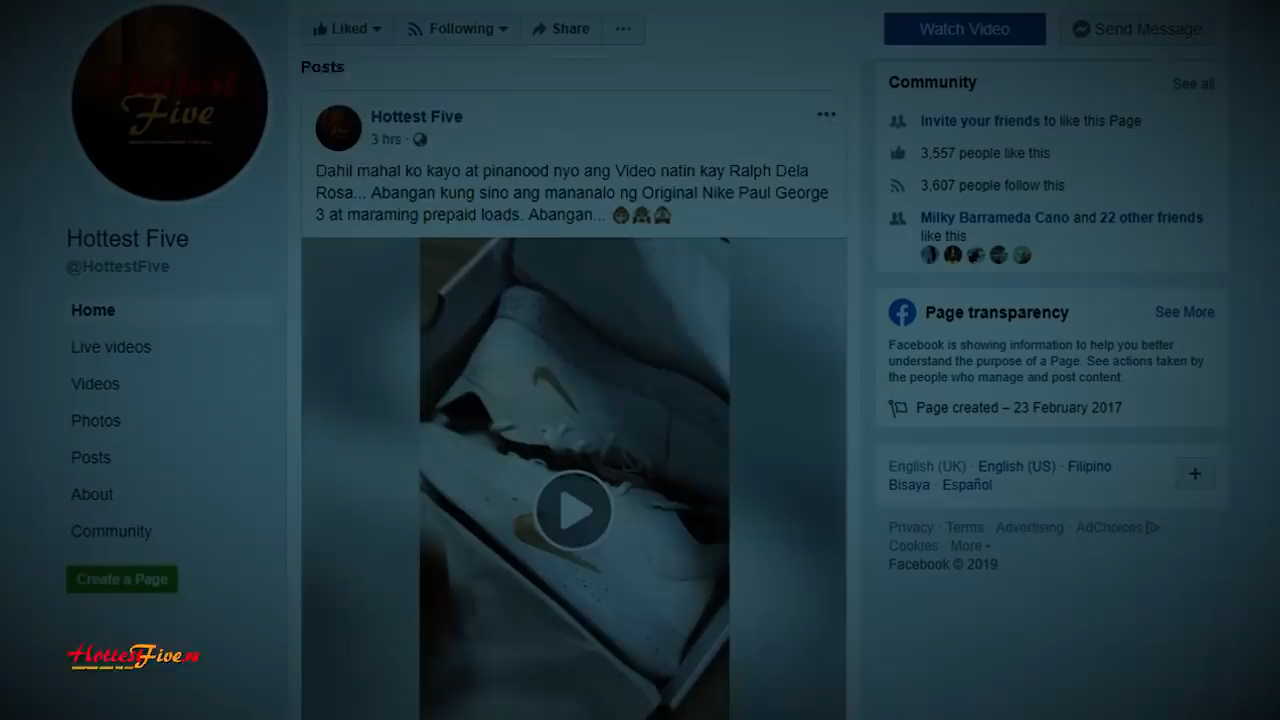 Hottest
Five
Hottest Five
@HottestFive
Home
Live videos
Videos
Photos
Posts
About
Community
Create a Page
HottestFive.PH
Liked
Following
Share
Posts
Hottest Five
3 hrs ·
Dahil mahal ko kayo at pinanood nyo ang Video natin kay Ralph Dela
Rosa... Abangan kung sino ang mananalo ng Original Nike Paul George
3 at maraming prepaid loads. Abangan... 🙉🙈🙊
Watch Video
Send Message
Community
See all
Invite your friends to like this Page
3,557 people like this
3,607 people follow this
Milky Barrameda Cano and 22 other friends
like this
Page transparency
See More
Facebook is showing information to help you better
understand the purpose of a Page. See actions taken by
the people who manage and post content.
Page created – 23 February 2017
English (UK) · English (US) · Filipino
Bisaya · Español
Privacy · Terms · Advertising · AdChoices
Cookies · More
Facebook © 2019